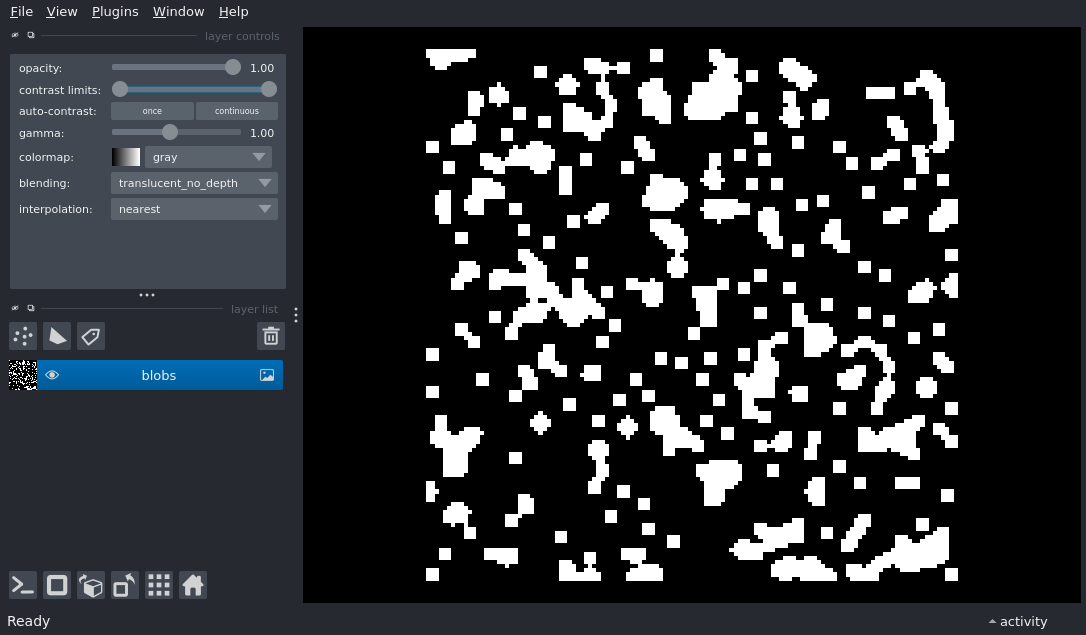 File View Plugins Window Help
layer controls
opacity: 1.00
contrast limits:
auto-contrast: once continuous
gamma: 1.00
colormap: gray
blending: translucent_no_depth
interpolation: nearest
layer list
blobs
Ready activity